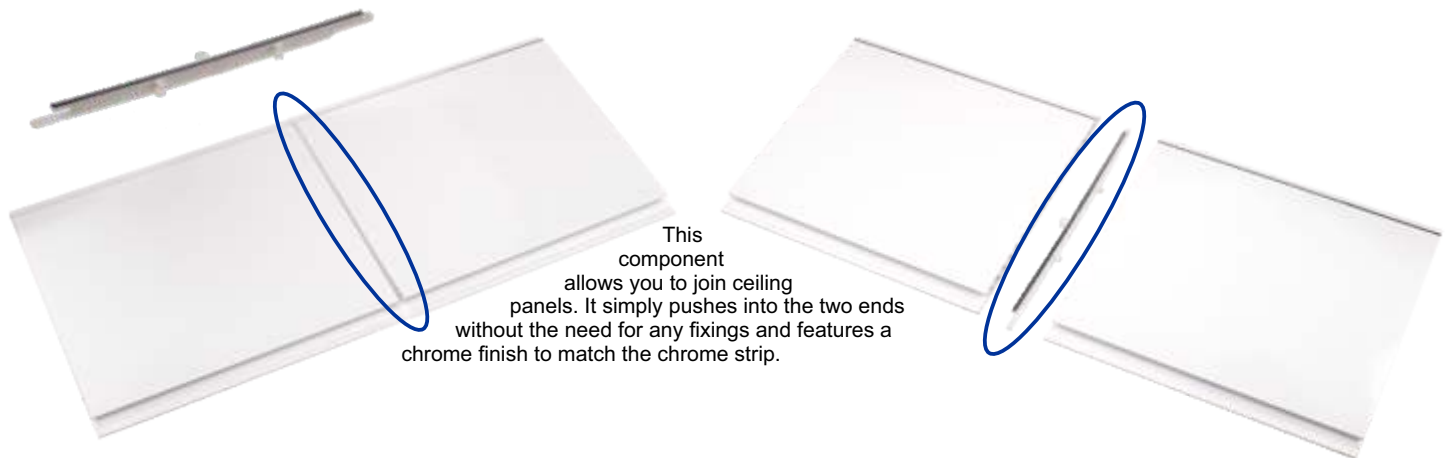 This
component
allows you to join ceiling
panels. It simply pushes into the two ends
without the need for any fixings and features a
chrome finish to match the chrome strip.